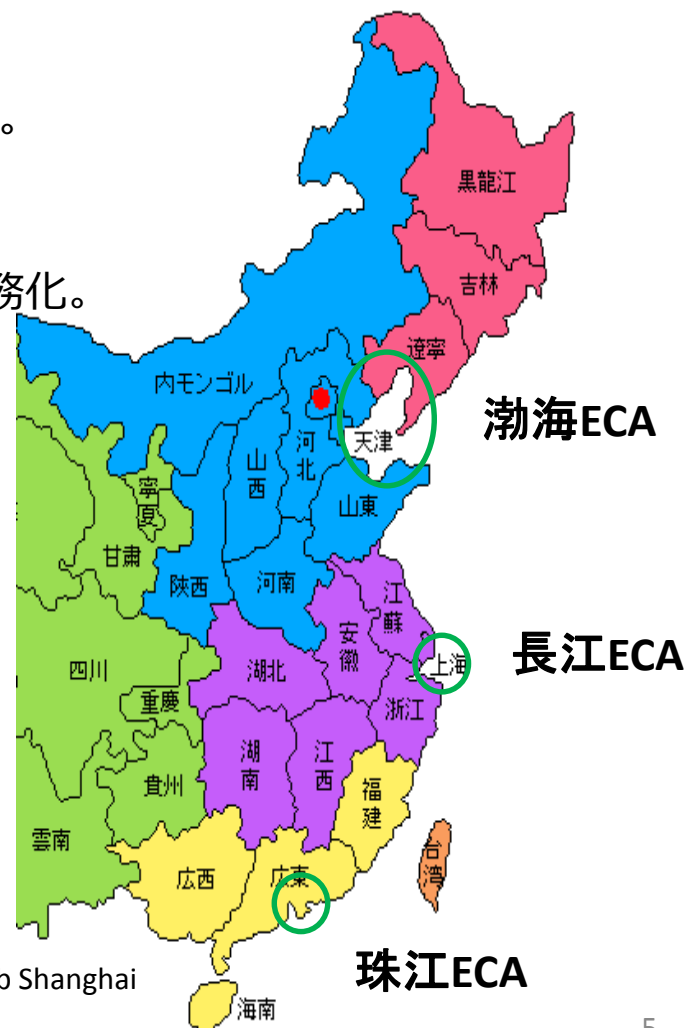 。
務化。
黒龍江
吉林
遼寧
内モンゴル
渤海ECA
天津
河北
山西
寧夏
山東
甘粛
陝西
河南
江蘇
安徽
長江ECA
上海
四川
湖北
重慶
浙江
湖南
江西
貴州
福建
雲南
台湾
広西
広東
珠江ECA
Shanghai
海南
5